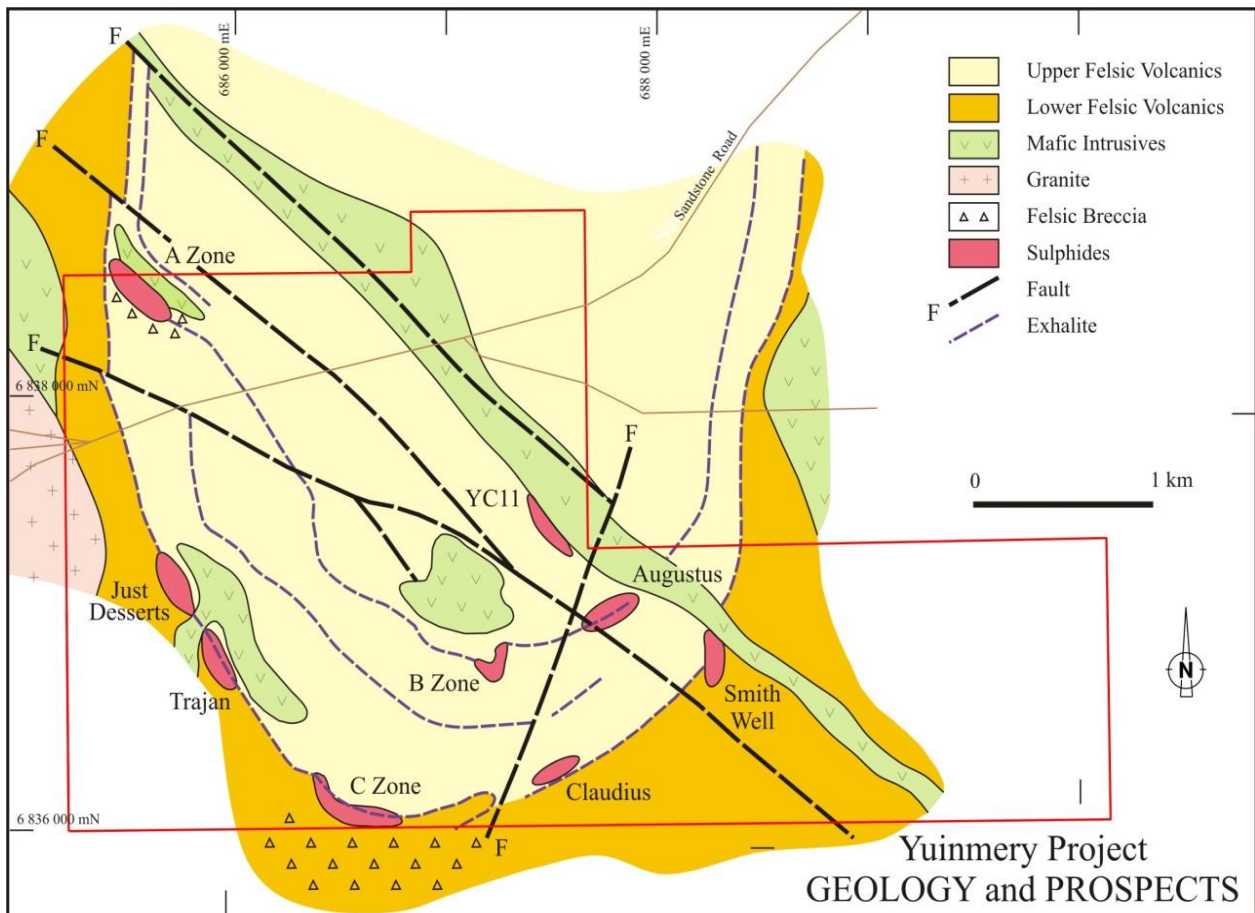 686 000 mE
688 000 mE
F
F
F
F
F
A Zone
Sandstone Road
6 838 000 mN
YC11
Augustus
Just
Desserts
Trajan
B Zone
Smith
Well
C Zone
Claudius
6 836 000 mN
Upper Felsic Volcanics
Lower Felsic Volcanics
Mafic Intrusives
Granite
Felsic Breccia
Sulphides
F
Fault
Exhalite
0 1 km
N
Yuinmery Project
GEOLOGY and PROSPECTS